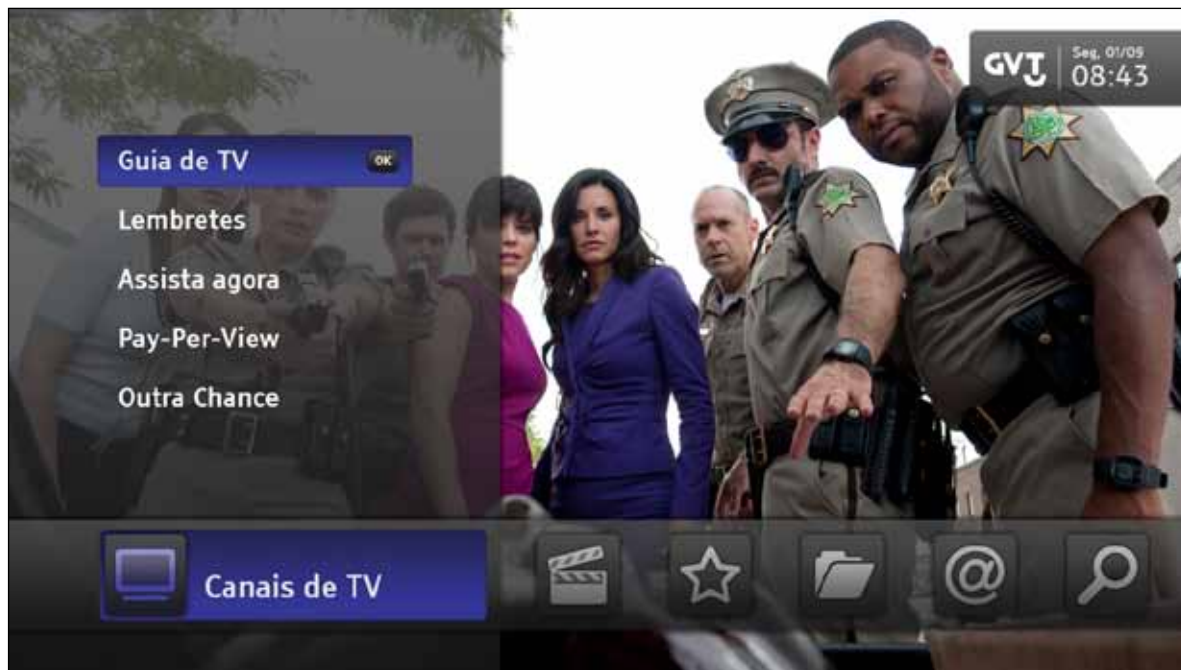 GVT
Seg, 01/09
08:43
Guia de TV OK
Lembretes
Assista agora
Pay-Per-View
Outra Chance
Canais de TV
@